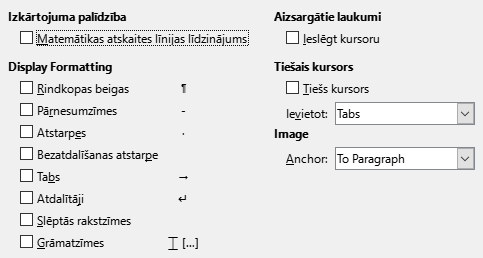 Izkārtojuma palīdzība
Matemātikas atskaites līnijas līdzinājums
Display Formatting
Rindkopas beigas ¶
Pārnesumzīmes -
Atstarpes ·
Bezatdalīšanas atstarpe
Tabs →
Atdalītāji ↵
Slēptās rakstzīmes
Grāmatzīmes ⌶ [...]
Aizsargātie laukumi
Ieslēgt kursoru
Tiešais kursors
Tiešs kursors
Ievietot: Tabs
Image
Anchor: To Paragraph